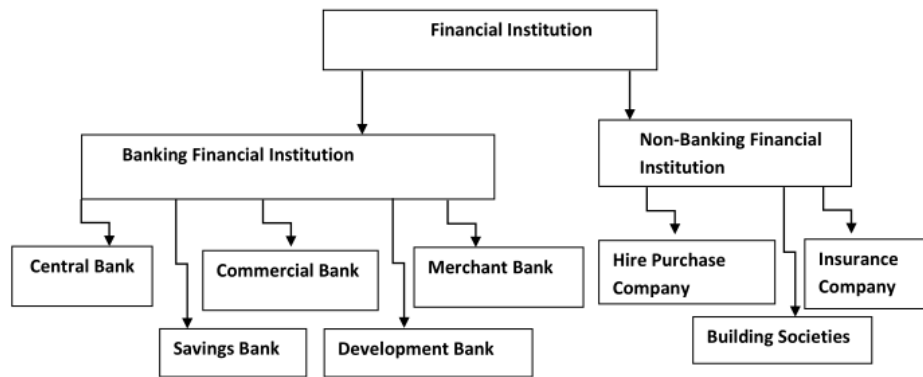 Financial Institution
Banking Financial Institution
Non-Banking Financial
Institution
Central Bank
Commercial Bank
Merchant Bank
Hire Purchase
Company
Insurance
Company
Savings Bank
Development Bank
Building Societies